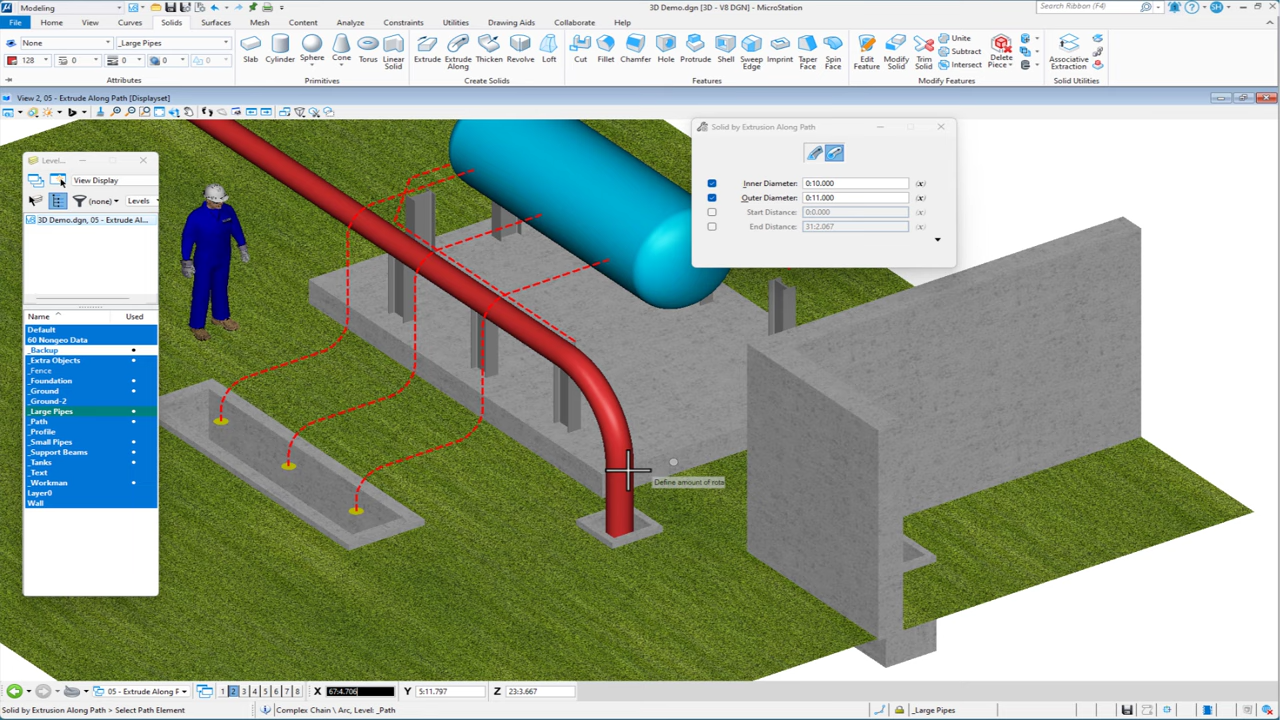 3D Demo.dgn [3D - V8 DGN] - MicroStation
Modeling
Search Ribbon (F4)
SH
File Home View Curves Solids Surfaces Mesh Content Analyze Constraints Utilities Drawing Aids Collaborate Help
None _Large Pipes
128 0 0 0
Attributes
Slab Cylinder Sphere Cone Torus Linear Solid
Primitives
Extrude Extrude Along Thicken Revolve Loft
Create Solids
Cut Fillet Chamfer Hole Protrude Shell Sweep Edge Imprint Taper Face Spin Face
Features
Edit Feature Modify Solid Trim Solid Unite Subtract Intersect Delete Piece
Modify Features
Associative Extraction
Solid Utilities
View 2, 05 - Extrude Along Path [Displayset]
Level...
View Display
(none) Levels
3D Demo.dgn, 05 - Extrude Al...
Name Used
Default
60 Nongeo Data
_Backup
_Extra Objects
_Fence
_Foundation
_Ground
_Ground-2
_Large Pipes
_Path
_Profile
_Small Pipes
_Support Beams
_Tanks
_Text
_Workman
Layer0
Wall
Solid by Extrusion Along Path
Inner Diameter: 0:10.000 (x)
Outer Diameter: 0:11.000 (x)
Start Distance: 0:0.000 (x)
End Distance: 31:2.067 (x)
Define amount of rota
05 - Extrude Along P 1 2 3 4 5 6 7 8 X 67:4.706 Y 5:11.797 Z 23:3.667
Solid by Extrusion Along Path > Select Path Element Complex Chain \ Arc, Level: _Path _Large Pipes